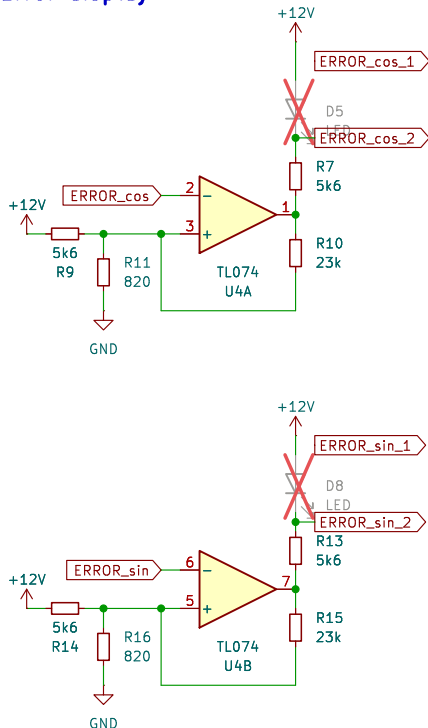 +12V
ERROR_cos_1
D5
LED
ERROR_cos_2
R7
5k6
ERROR_cos
2
−
1
+12V
3
+
5k6
R9
R11
820
R10
23k
TL074
U4A
GND
+12V
ERROR_sin_1
D8
LED
ERROR_sin_2
R13
5k6
ERROR_sin
6
−
7
+12V
5
+
5k6
R14
R16
820
R15
23k
TL074
U4B
GND